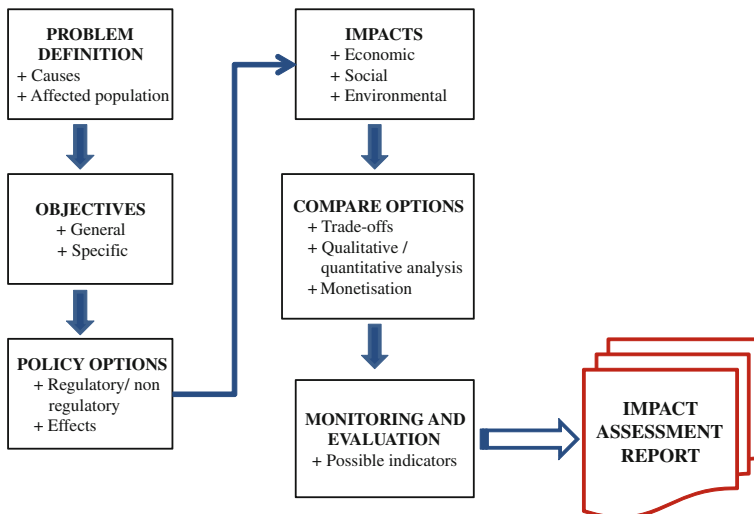 PROBLEM
DEFINITION
+ Causes
+ Affected population
OBJECTIVES
+ General
+ Specific
POLICY OPTIONS
+ Regulatory/ non
regulatory
+ Effects
IMPACTS
+ Economic
+ Social
+ Environmental
COMPARE OPTIONS
+ Trade-offs
+ Qualitative /
quantitative analysis
+ Monetisation
MONITORING AND
EVALUATION
+ Possible indicators
IMPACT
ASSESSMENT
REPORT